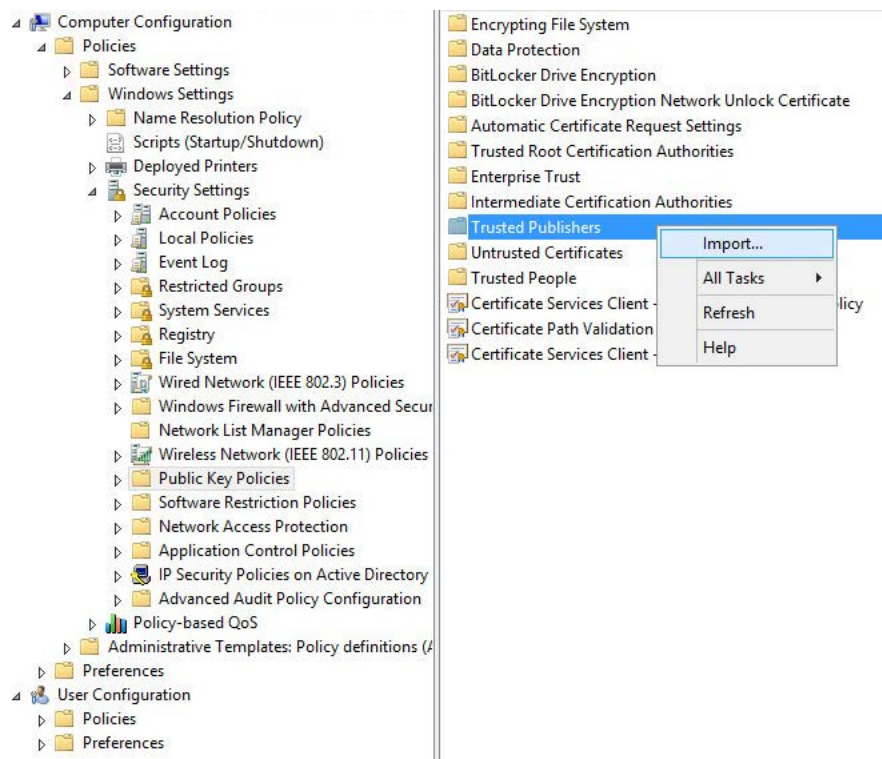 Computer Configuration
Policies
Software Settings
Windows Settings
Name Resolution Policy
Scripts (Startup/Shutdown)
Deployed Printers
Security Settings
Account Policies
Local Policies
Event Log
Restricted Groups
System Services
Registry
File System
Wired Network (IEEE 802.3) Policies
Windows Firewall with Advanced Secur
Network List Manager Policies
Wireless Network (IEEE 802.11) Policies
Public Key Policies
Software Restriction Policies
Network Access Protection
Application Control Policies
IP Security Policies on Active Directory
Advanced Audit Policy Configuration
Policy-based QoS
Administrative Templates: Policy definitions (
Preferences
User Configuration
Policies
Preferences
Encrypting File System
Data Protection
BitLocker Drive Encryption
BitLocker Drive Encryption Network Unlock Certificate
Automatic Certificate Request Settings
Trusted Root Certification Authorities
Enterprise Trust
Intermediate Certification Authorities
Trusted Publishers
Untrusted Certificates
Trusted People
Certificate Services Client - licy
Certificate Path Validation
Certificate Services Client -
Import...
All Tasks
Refresh
Help